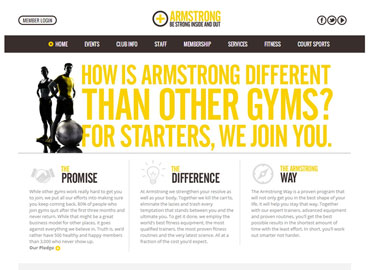 MEMBER LOGIN
ARMSTRONG
BE STRONG INSIDE AND OUT
HOME EVENTS CLUB INFO STAFF MEMBERSHIP SERVICES FITNESS COURT SPORTS
HOW IS ARMSTRONG DIFFERENT
THAN OTHER GYMS?
FOR STARTERS, WE JOIN YOU.
THE
PROMISE
While other gyms work really hard to get you
to join, we put all our efforts into making sure
you keep coming back. 80% of people who
join gyms quit after the first three months and
never return. While that might be a great
business model for other places, it goes
against everything we believe in. Truth is, we'd
rather have 500 healthy and happy members
than 3,000 who never show up.
Our Pledge
THE
DIFFERENCE
At Armstrong we strengthen your resolve as
well as your body. Together we kill the can'ts,
eliminate the lazies and trash every
temptation that stands between you and the
ultimate you. To get it done, we employ the
world's best fitness equipment, the most
qualified trainers, the most proven fitness
routines and the very latest science. All at a
fraction of the cost you'd expect.
THE ARMSTRONG
WAY
The Armstrong Way is a proven program that
will not only get you in the best shape of your
life, it will help you stay that way. Together
with our expert trainers, advanced equipment
and proven routines, you'll get the best
possible results in the shortest amount of
time with the least effort. In short, you'll work
out smarter not harder.